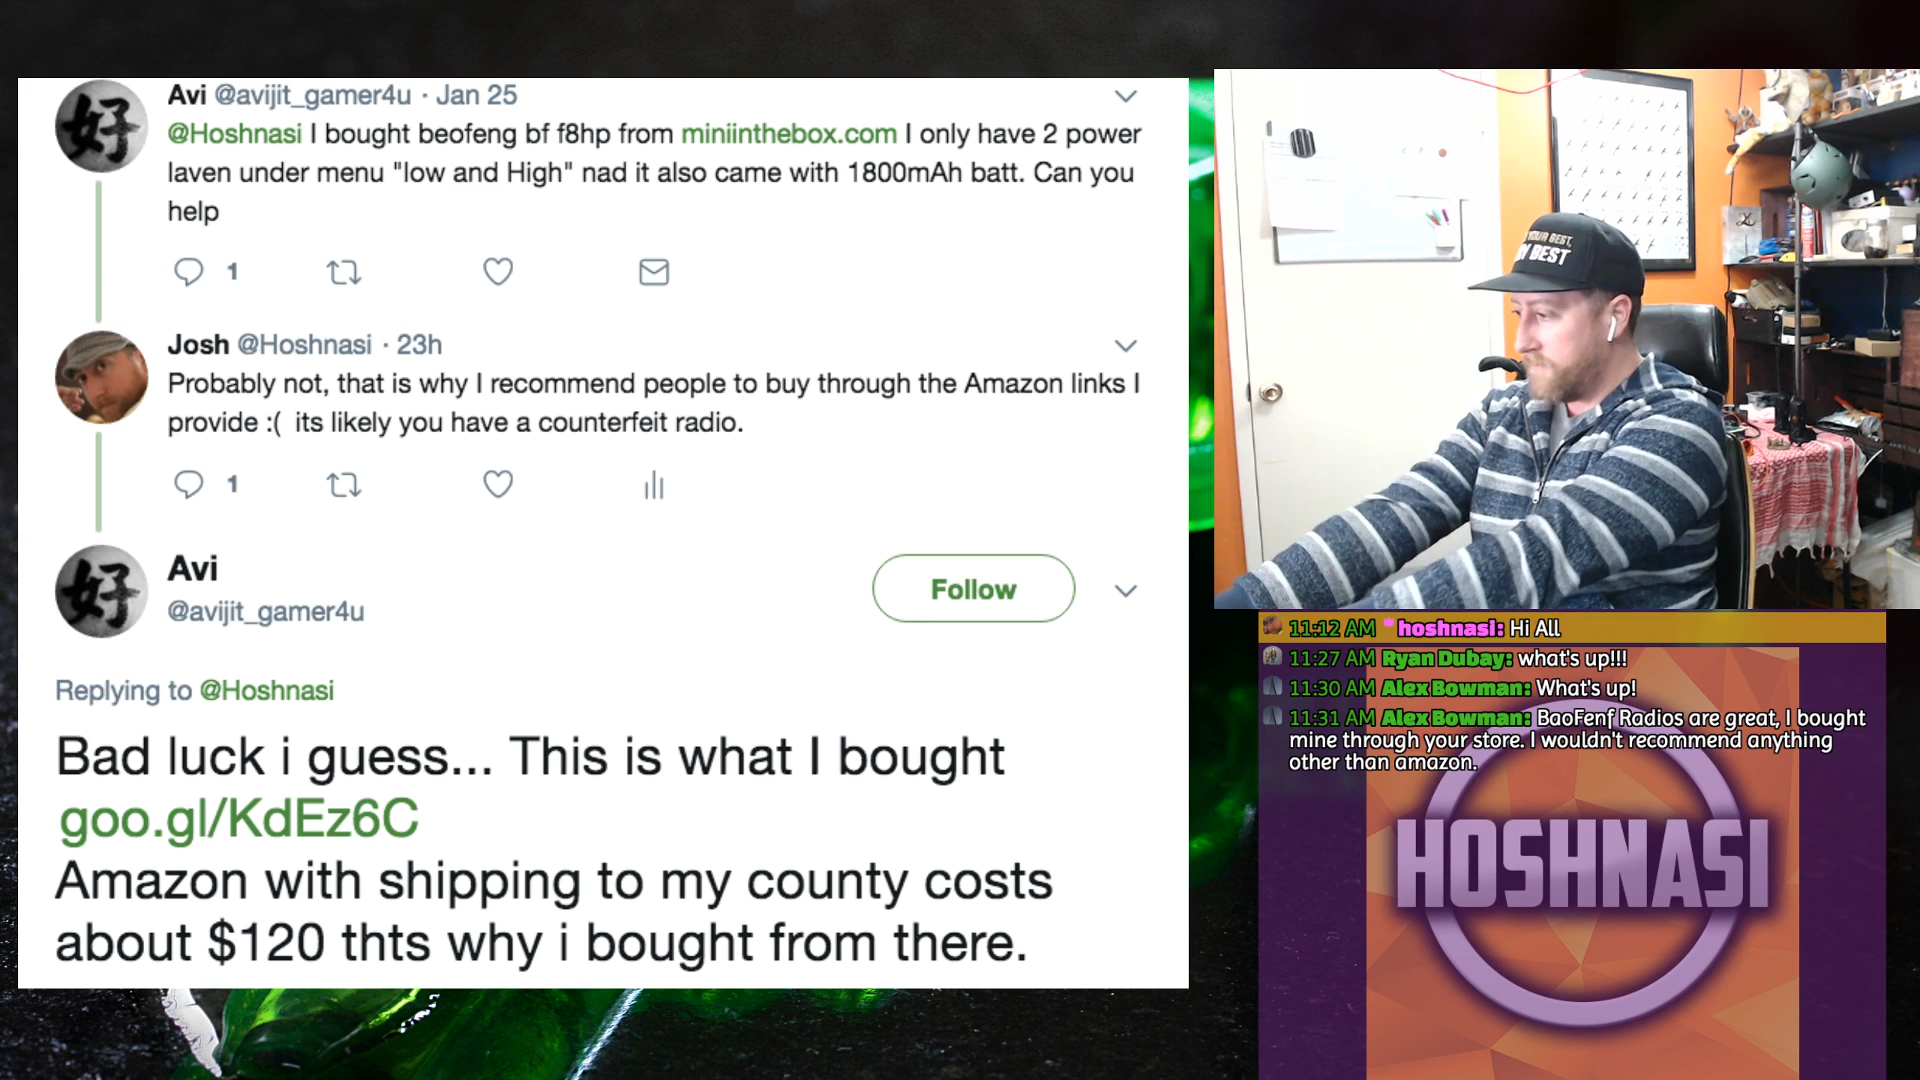 Avi @avijit_gamer4u · Jan 25
@Hoshnasi I bought beofeng bf f8hp from miniinthebox.com I only have 2 power
laven under menu "low and High" nad it also came with 1800mAh batt. Can you
help
1
Josh @Hoshnasi · 23h
Probably not, that is why I recommend people to buy through the Amazon links I
provide :( its likely you have a counterfeit radio.
1
Avi
@avijit_gamer4u
Follow
Replying to @Hoshnasi
Bad luck i guess... This is what I bought
goo.gl/KdEz6C
Amazon with shipping to my county costs
about $120 thts why i bought from there.
好
好
YOUR BEST,
BEST
11:12 AM hoshnasi: Hi All
11:27 AM Ryan Dubay: what's up!!!
11:30 AM Alex Bowman: What's up!
11:31 AM Alex Bowman: BaoFenf Radios are great, I bought
mine through your store. I wouldn't recommend anything
other than amazon.
HOSHNASI